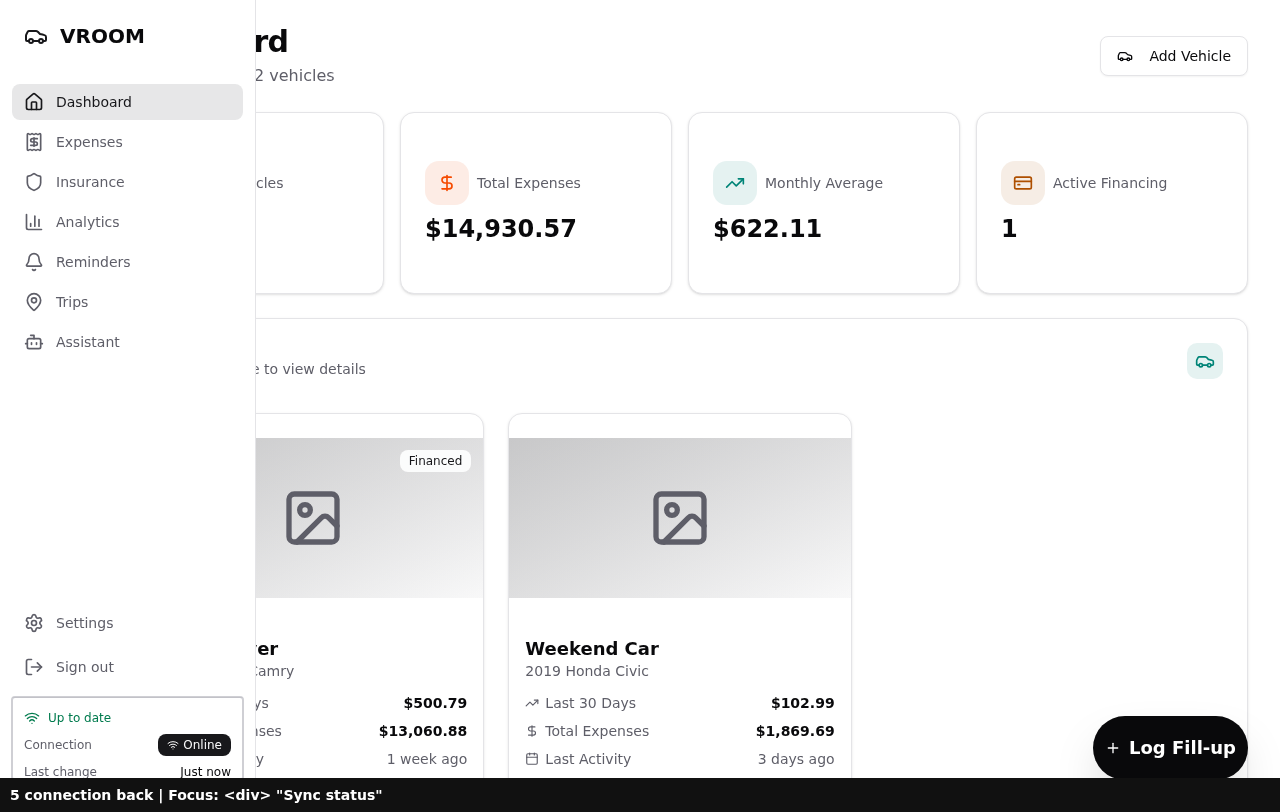 VROOM
Dashboard
Expenses
Insurance
Analytics
Reminders
Trips
Assistant
Settings
Sign out
Up to date
Connection
Online
Last change
Just now
rd
2 vehicles
Add Vehicle
cles
Total Expenses
$14,930.57
Monthly Average
$622.11
Active Financing
1
e to view details
Financed
er
Camry
ys
$500.79
nses
$13,060.88
y
1 week ago
Weekend Car
2019 Honda Civic
Last 30 Days
$102.99
Total Expenses
$1,869.69
Last Activity
3 days ago
Log Fill-up
5 connection back | Focus: <div> "Sync status"